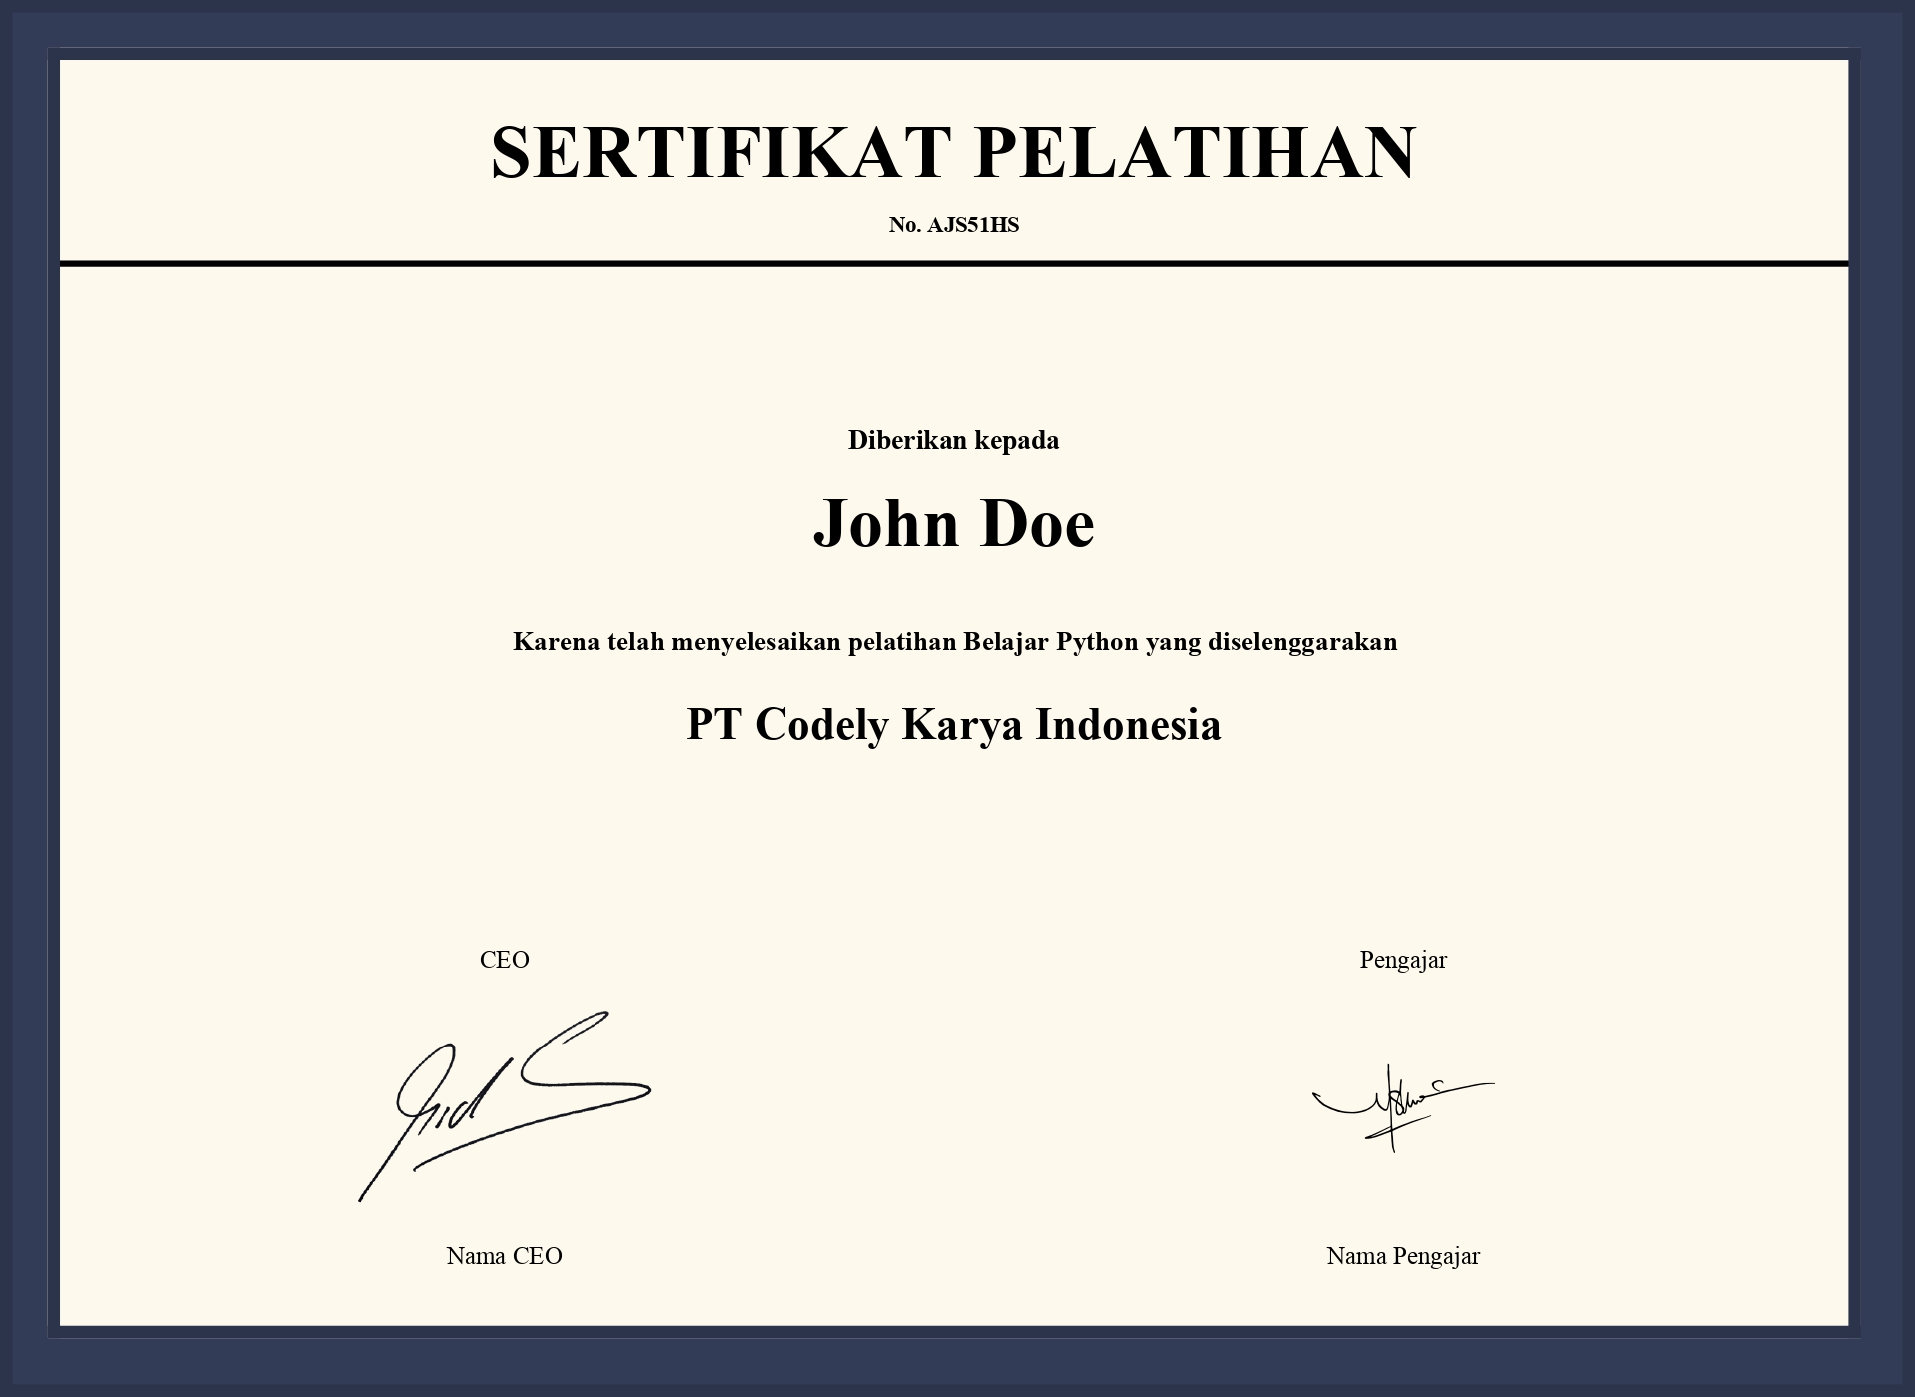 SERTIFIKAT PELATIHAN
No. AJS51HS
Diberikan kepada
John Doe
Karena telah menyelesaikan pelatihan Belajar Python yang diselenggarakan
PT Codely Karya Indonesia
CEO
Pengajar
Nama CEO
Nama Pengajar